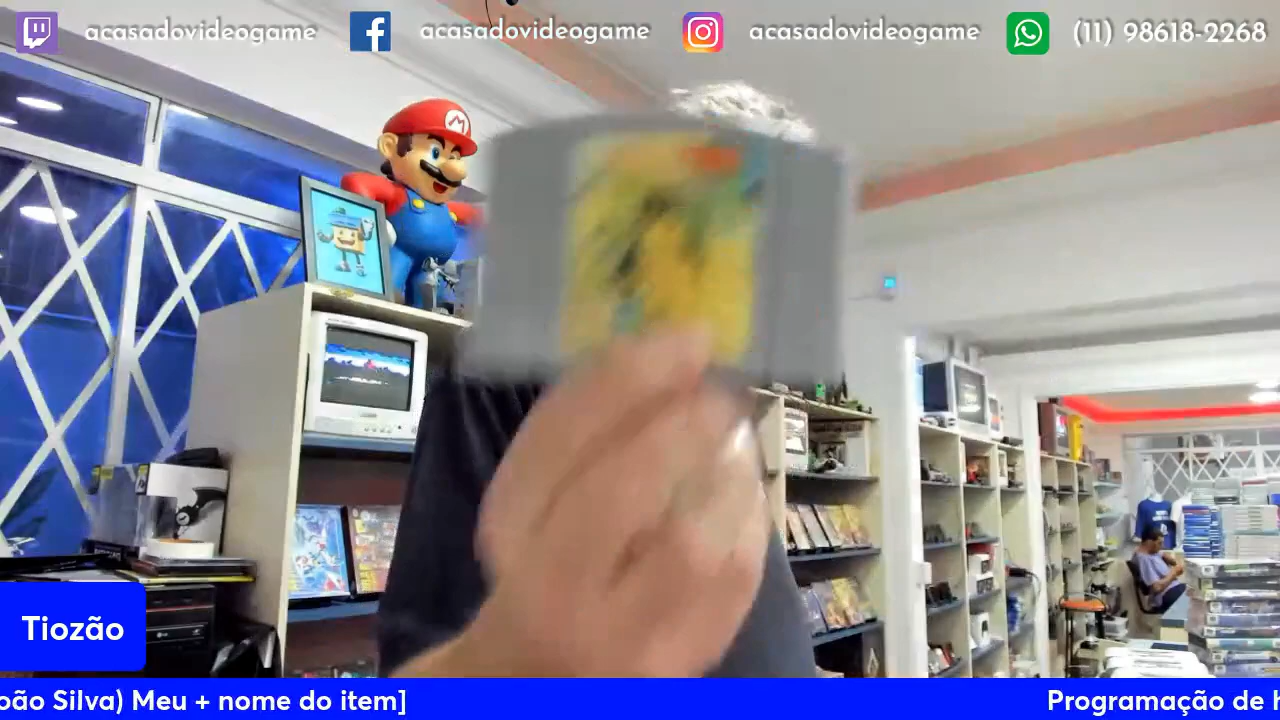 acasadovideogame acasadovideogame acasadovideogame (11) 98618-2268
Tiozão
oão Silva) Meu + nome do item] Programação de h